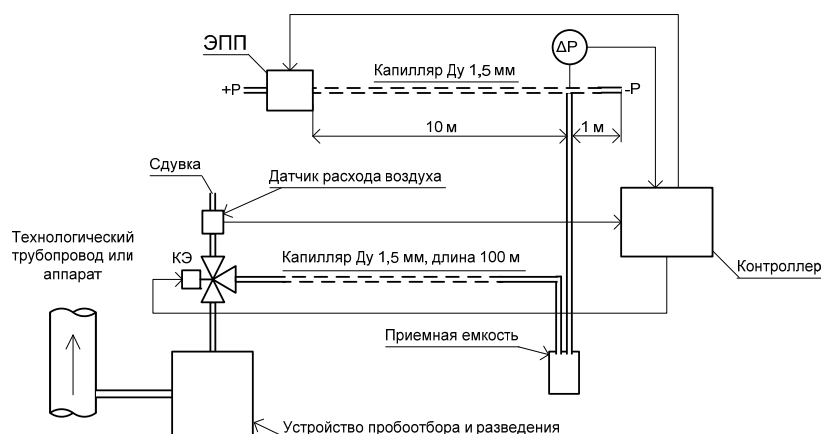 ЭПП
ΔP
Капилляр Ду 1,5 мм
+P
-P
10 м
1 м
Сдувка
Датчик расхода воздуха
Технологический
трубопровод или
аппарат
КЭ
Капилляр Ду 1,5 мм, длина 100 м
Контроллер
Приемная емкость
Устройство пробоотбора и разведения